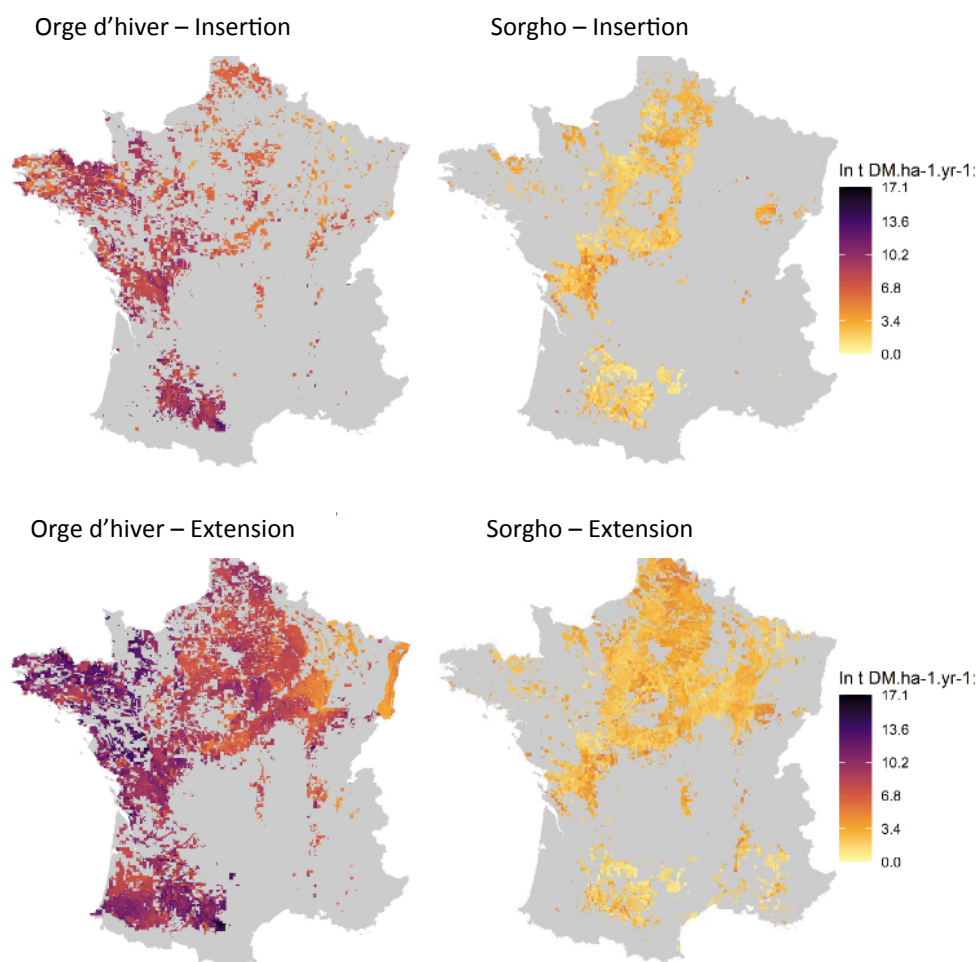 Orge d'hiver – Insertion
Sorgho – Insertion
In t DM.ha-1.yr-1:
17.1
13.6
10.2
6.8
3.4
0.0
Orge d'hiver – Extension
Sorgho – Extension
In t DM.ha-1.yr-1:
17.1
13.6
10.2
6.8
3.4
0.0